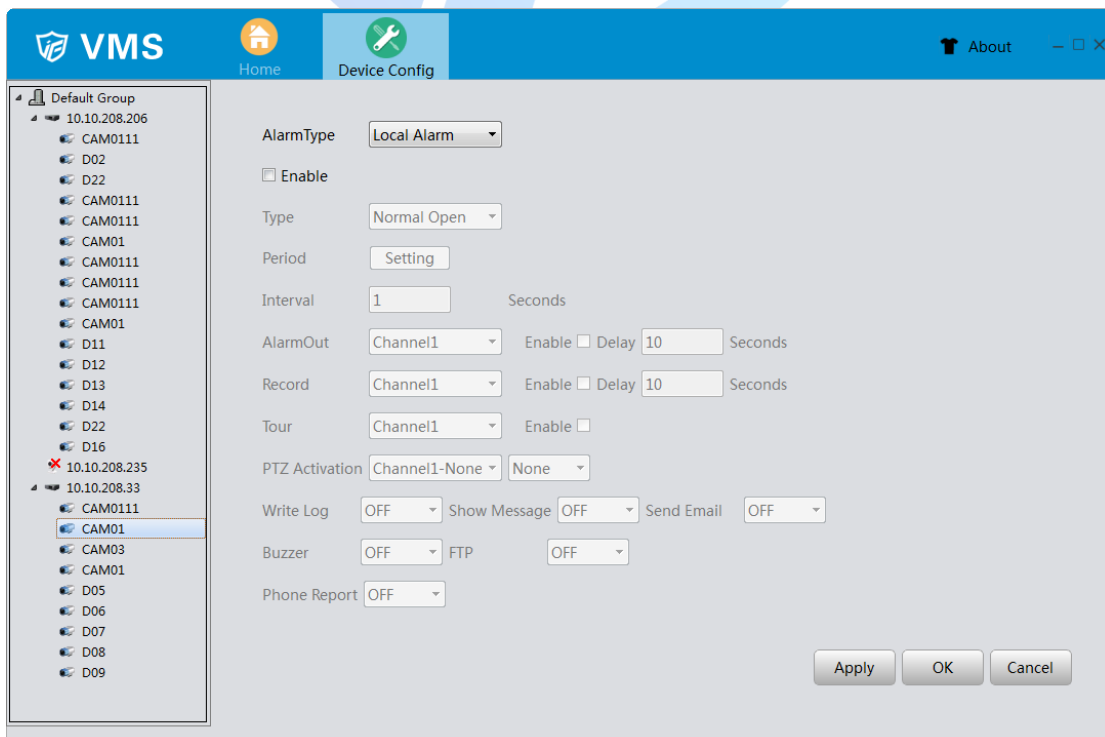 VMS
Home
Device Config
About
Default Group
10.10.208.206
CAM0111
D02
D22
CAM0111
CAM0111
CAM01
CAM0111
CAM0111
CAM0111
CAM01
D11
D12
D13
D14
D22
D16
10.10.208.235
10.10.208.33
CAM0111
CAM01
CAM03
CAM01
D05
D06
D07
D08
D09
AlarmType Local Alarm
Enable
Type Normal Open
Period Setting
Interval 1 Seconds
AlarmOut Channel1 Enable Delay 10 Seconds
Record Channel1 Enable Delay 10 Seconds
Tour Channel1 Enable
PTZ Activation Channel1-None None
Write Log OFF Show Message OFF Send Email OFF
Buzzer OFF FTP OFF
Phone Report OFF
Apply OK Cancel